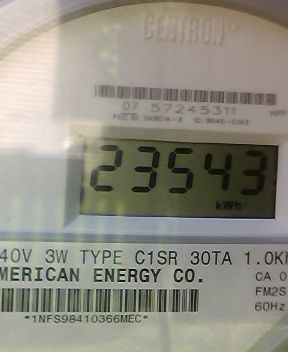 CENTRON®
07 57245311
23543
kWh
40V 3W TYPE C1SR 30TA 1.0K
MERICAN ENERGY CO.
CA 0
FM2S
60Hz
*1NFS98410366MEC*